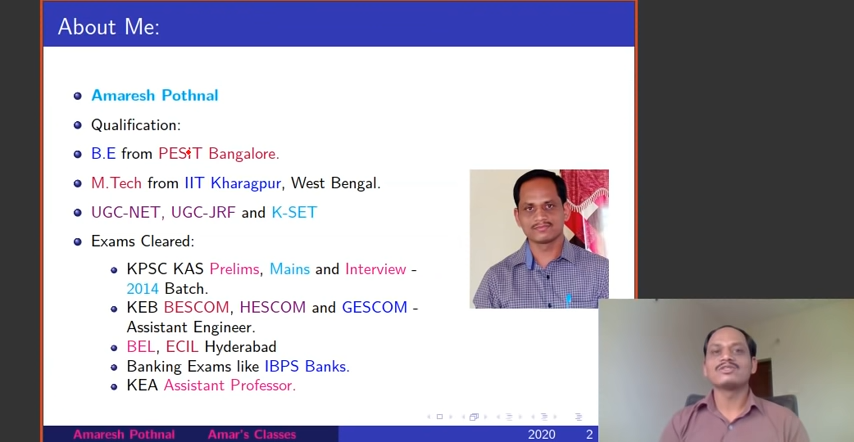 About Me:
Amaresh Pothnal
Qualification:
B.E from PESIT Bangalore.
M.Tech from IIT Kharagpur, West Bengal.
UGC-NET, UGC-JRF and K-SET
Exams Cleared:
KPSC KAS Prelims, Mains and Interview -
2014 Batch.
KEB BESCOM, HESCOM and GESCOM -
Assistant Engineer.
BEL, ECIL Hyderabad
Banking Exams like IBPS Banks.
KEA Assistant Professor.
Amaresh Pothnal Amar's Classes 2020 2